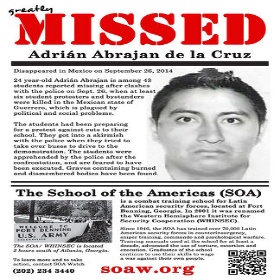 greatly
MISSED
Adrián Abrajan de la Cruz
Disappeared in Mexico on September 26, 2014
24 year-old Adrián Abrajan is among 43
students reported missing after clashes
with the police on Sept. 26, when at least
six student protesters and bystanders
were killed in the Mexican state of
Guerrero, which is plagued by
political and social problems.
The students had been preparing
for a protest against cuts to their
school. They got into a skirmish
with the police when they tried to
take over buses to drive to the
demonstration. The students were
apprehended by the police after the
confrontation, and are feared to have
been executed. Graves containing burned
and dismembered bodies have been found.
The School of the Americas (SOA)
is a combat training school for Latin
American security forces, located at Fort
Benning, Georgia. In 2001 it was renamed
the Western Hemisphere Institute for
Security Cooperation (WHINSEC).
Since 1946, the SOA has trained over
Latin
American security forces in counterinsurgency,
sniper training, commando and psychological warfare.
Training manuals used at the school for at least a
decade, advocated the use of torture, extortion and
execution.
of the school
continue to use their skills to wage
a war against their own people.
WELCOME TO
FORT BENNING
U.S. ARMY
The SOA/ WHINSEC is located
2 hours south of Atlanta, Georgia.
To learn more and to take
action, contact SOA Watch
(202) 234 3440
soaw.org